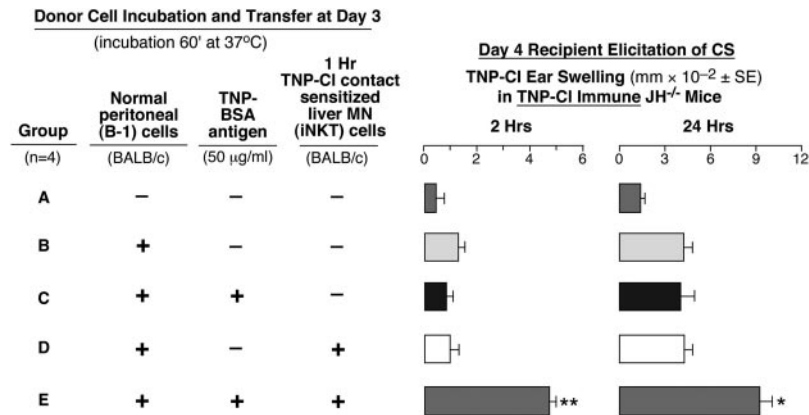 Donor Cell Incubation and Transfer at Day 3
(incubation 60' at 37ºC)
Day 4 Recipient Elicitation of CS
TNP-Cl Ear Swelling (mm × 10⁻² ± SE)
in TNP-Cl Immune JH⁻/⁻ Mice
1 Hr
TNP-Cl contact
sensitized
liver MN
(iNKT) cells
Normal
peritoneal
(B-1) cells
TNP-
BSA
antigen
Group
2 Hrs
24 Hrs
(n=4) (BALB/c) (50 µg/ml) (BALB/c)
0 2 4 6
0 3 6 9 12
A − − −
B + − −
C + + −
D + − +
E + + +
**
*